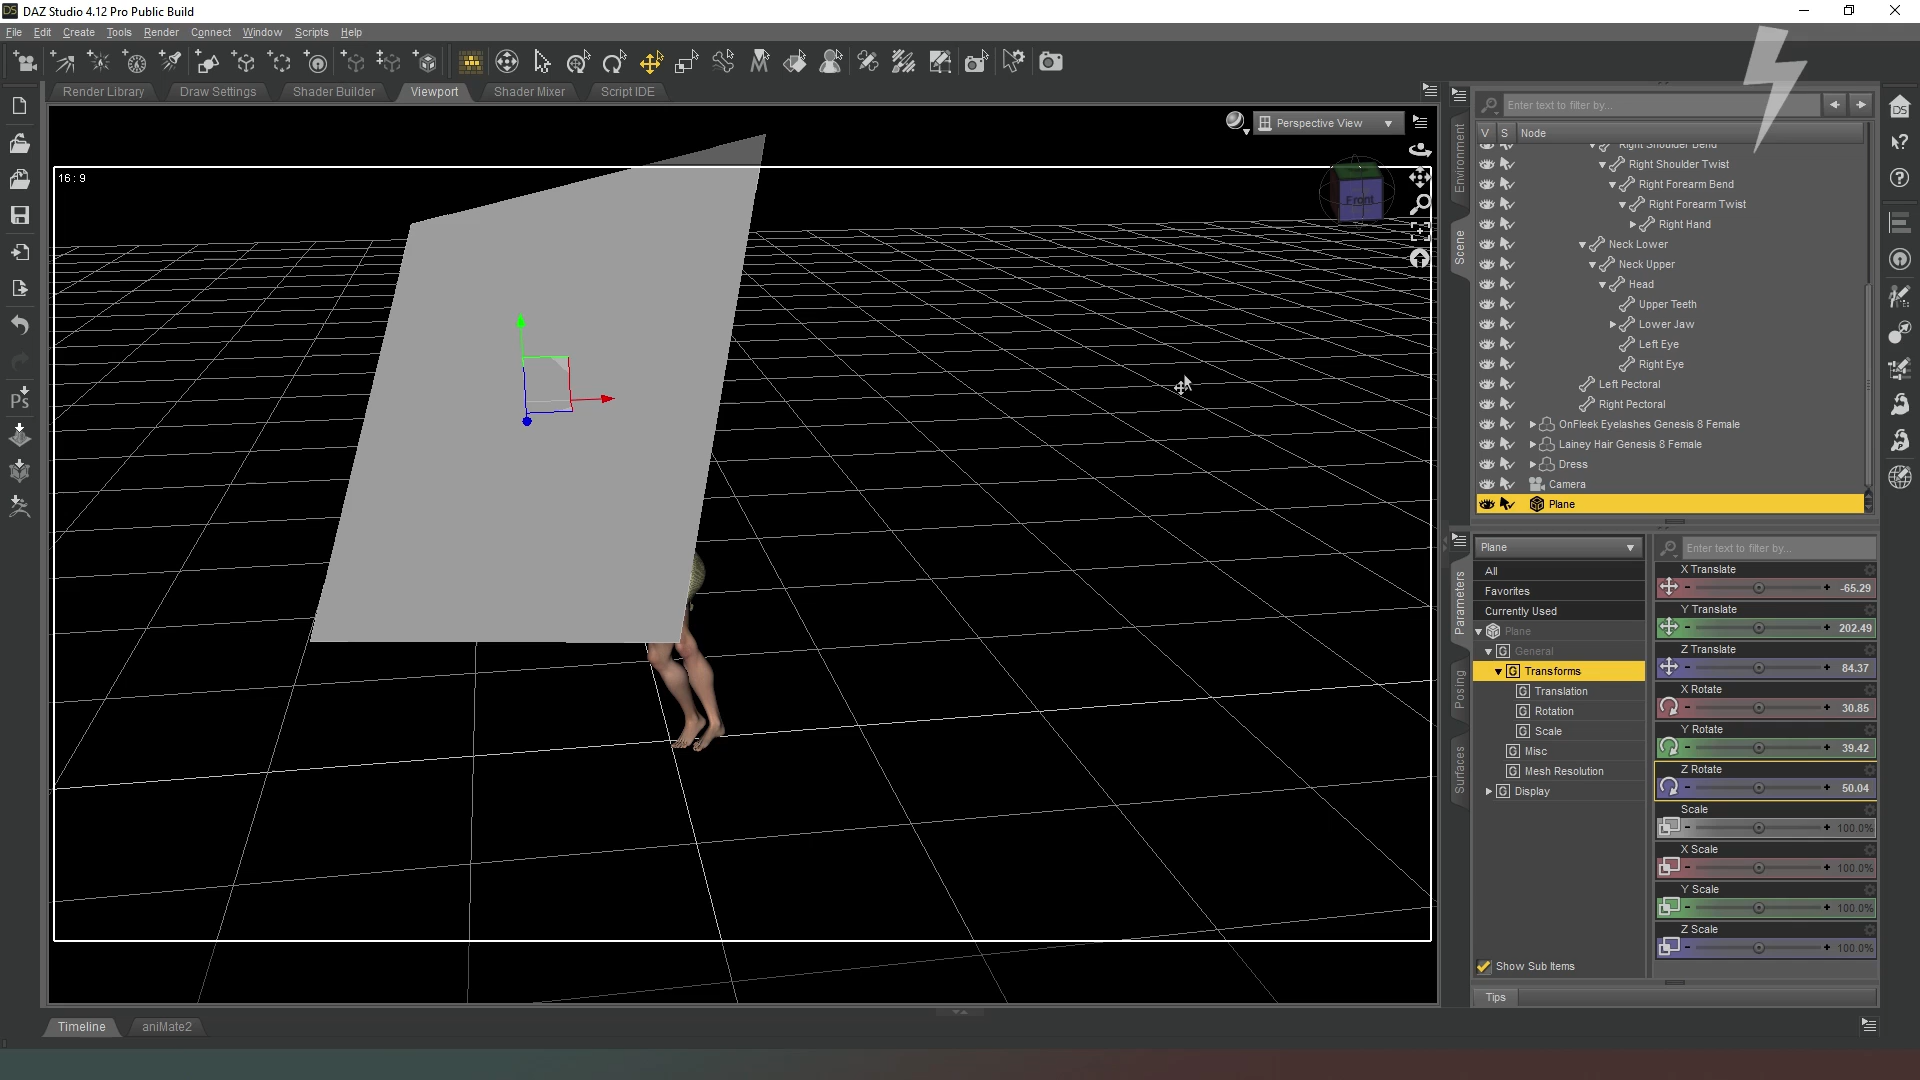 DAZ Studio 4.12 Pro Public Build
File Edit Create Tools Render Connect Window Scripts Help
Render Library Draw Settings Shader Builder Viewport Shader Mixer Script IDE
Enter text to filter by...
Perspective View
V S Node
16 : 9
Front
Ps
DS
Environment
Scene
Right Shoulder Bend
Right Shoulder Twist
Right Forearm Bend
Right Forearm Twist
Right Hand
Neck Lower
Neck Upper
Head
Upper Teeth
Lower Jaw
Left Eye
Right Eye
Left Pectoral
Right Pectoral
OnFleek Eyelashes Genesis 8 Female
Lainey Hair Genesis 8 Female
Dress
Camera
Plane
Parameters
Posing
Surfaces
Plane
Enter text to filter by...
All
Favorites
Currently Used
Plane
General
Transforms
Translation
Rotation
Scale
Misc
Mesh Resolution
Display
X Translate
-65.29
Y Translate
202.49
Z Translate
84.37
X Rotate
30.85
Y Rotate
39.42
Z Rotate
50.04
Scale
100.0%
X Scale
100.0%
Y Scale
100.0%
Z Scale
100.0%
Show Sub Items
Tips
Timeline aniMate2